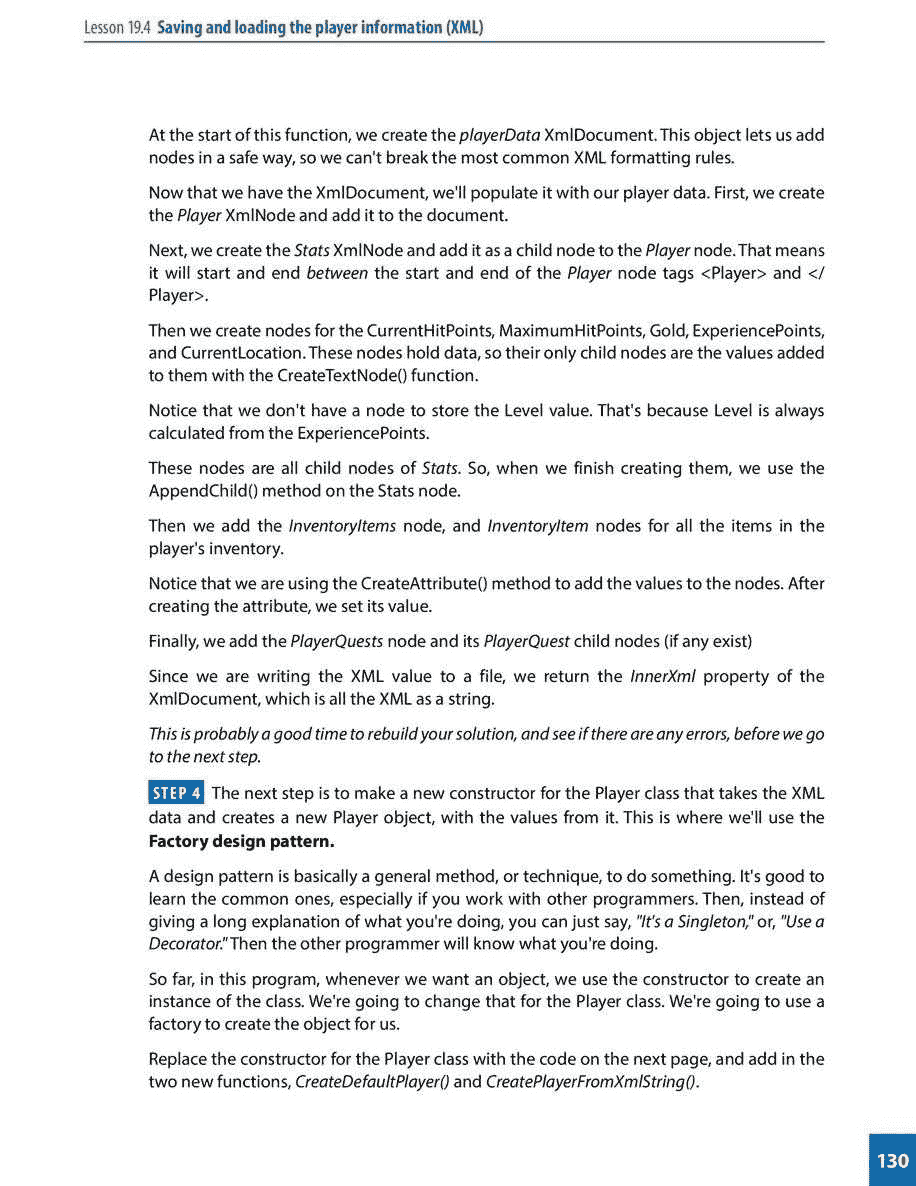 Lesson 19.4 Saving and loading the player information (XML)
At the start of this function, we create the playerData XmlDocument. This object lets us add
nodes in a safe way, so we can't break the most common XML formatting rules.
Now that we have the XmlDocument, we'll populate it with our player data. First, we create
the Player XmlNode and add it to the document.
Next, we create the Stats XmlNode and add it as a child node to the Player node. That means
it will start and end between the start and end of the Player node tags <Player> and </
Player>.
Then we create nodes for the CurrentHitPoints, MaximumHitPoints, Gold, ExperiencePoints,
and CurrentLocation. These nodes hold data, so their only child nodes are the values added
to them with the CreateTextNode() function.
Notice that we don't have a node to store the Level value. That's because Level is always
calculated from the ExperiencePoints.
These nodes are all child nodes of Stats. So, when we finish creating them, we use the
AppendChild() method on the Stats node.
Then we add the InventoryItems node, and InventoryItem nodes for all the items in the
player's inventory.
Notice that we are using the CreateAttribute() method to add the values to the nodes. After
creating the attribute, we set its value.
Finally, we add the PlayerQuests node and its PlayerQuest child nodes (if any exist)
Since we are writing the XML value to a file, we return the InnerXml property of the
XmlDocument, which is all the XML as a string.
This is probably a good time to rebuild your solution, and see if there are any errors, before we go
to the next step.
STEP 4 The next step is to make a new constructor for the Player class that takes the XML
data and creates a new Player object, with the values from it. This is where we'll use the
Factory design pattern.
A design pattern is basically a general method, or technique, to do something. It's good to
learn the common ones, especially if you work with other programmers. Then, instead of
giving a long explanation of what you're doing, you can just say, "It's a Singleton," or, "Use a
Decorator." Then the other programmer will know what you're doing.
So far, in this program, whenever we want an object, we use the constructor to create an
instance of the class. We're going to change that for the Player class. We're going to use a
factory to create the object for us.
Replace the constructor for the Player class with the code on the next page, and add in the
two new functions, CreateDefaultPlayer() and CreatePlayerFromXmlString().
130